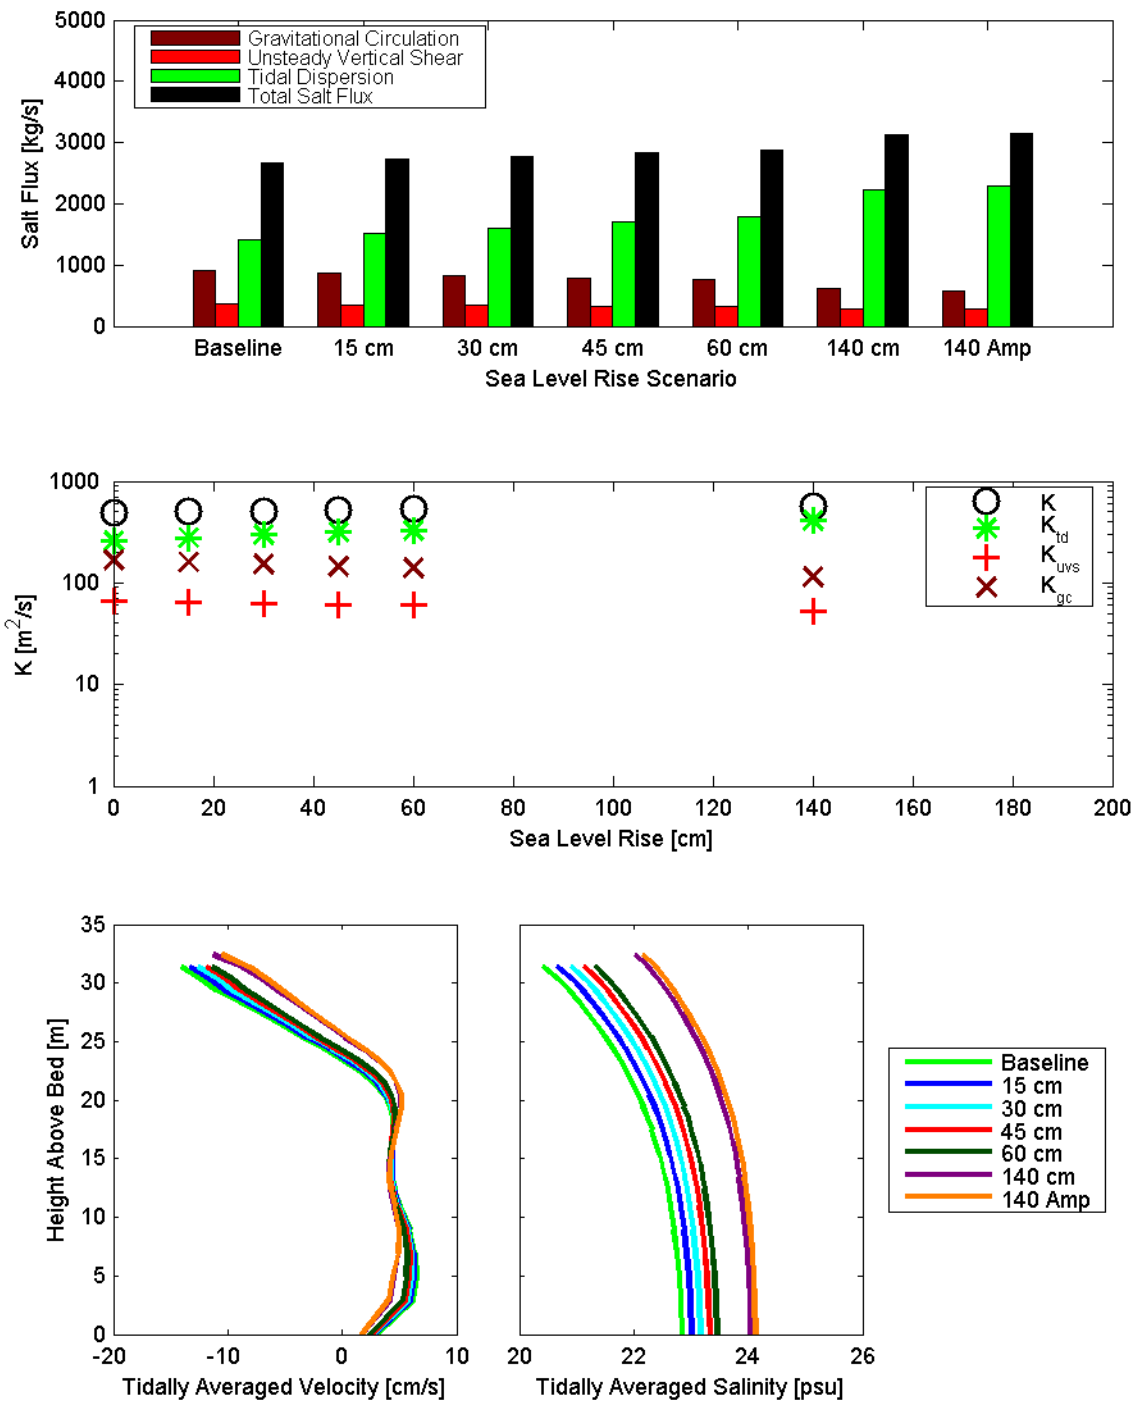 5000
4000
3000
2000
1000
0
Salt Flux [kg/s]
Gravitational Circulation
Unsteady Vertical Shear
Tidal Dispersion
Total Salt Flux
Baseline 15 cm 30 cm 45 cm 60 cm 140 cm 140 Amp
Sea Level Rise Scenario
1000
100
10
1
K [m²/s]
K
K_td
K_uvs
K_gc
0 20 40 60 80 100 120 140 160 180 200
Sea Level Rise [cm]
35
30
25
20
15
10
5
0
Height Above Bed [m]
-20 -10 0 10
Tidally Averaged Velocity [cm/s]
20 22 24 26
Tidally Averaged Salinity [psu]
Baseline
15 cm
30 cm
45 cm
60 cm
140 cm
140 Amp